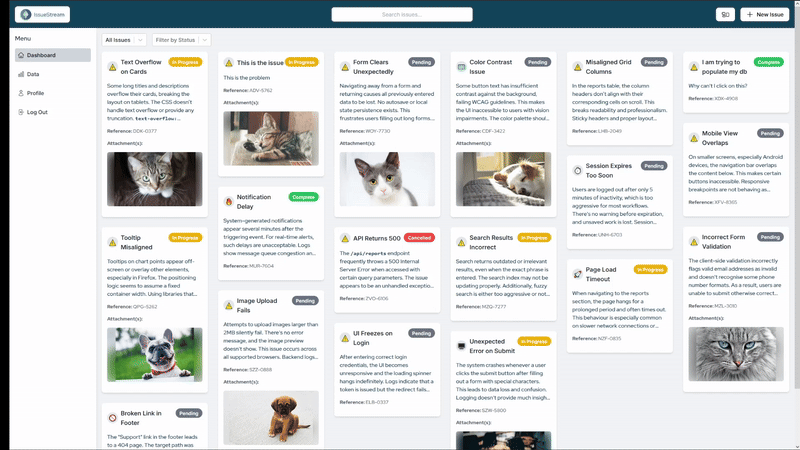 IssueStream
Search issues...
New Issue
Menu
Dashboard
Data
Profile
Log Out
All Issues
Filter by Status
Text Overflow
on Cards
In Progress
Some long titles and
descriptions overflow their cards,
breaking the layout on tablets. The CSS doesn't
handle text overflow or provide any
truncation. text-overflow:...
Reference: DDK-0377
Attachment(s):
Tooltip
Misaligned
In Progress
Tooltips on chart points appear off-
screen or overlay other elements,
especially in Firefox. The positioning
logic seems to assume a fixed
container width. Using libraries that...
Reference: QPG-5262
Attachment(s):
Broken Link in
Footer
Pending
The "Support" link in the footer leads
to a 404 page. The target path was
This is the issue
In Progress
This is the problem
Reference: ADV-5762
Attachment(s):
Notification
Delay
Complete
System-generated notifications
appear several minutes after the
triggering event. For real-time alerts,
such delays are unacceptable. Logs
show message queue congestion an...
Reference: MUR-7604
Image Upload
Fails
Pending
Attempts to upload images larger than
2MB silently fail. There's no error
message, and the image preview
doesn't show. This issue occurs across
all supported browsers. Backend logs...
Reference: SZZ-0868
Attachment(s):
Form Clears
Unexpectedly
Pending
Navigating away from a form and
returning causes all previously entered
data to be lost. No autosave or local
state persistence exists. This
frustrates users filling out long forms...
Reference: WOY-7730
Attachment(s):
API Returns 500
Canceled
The /api/reports endpoint
frequently throws a 500 Internal
Server Error when accessed with
certain query parameters. The issue
appears to be an unhandled exceptio...
Reference: ZVO-6106
UI Freezes on
Login
Pending
After entering correct login
credentials, the UI becomes
unresponsive and the loading spinner
hangs indefinitely. Logs indicate that a
token is issued but the redirect fails...
Reference: ELB-0337
Color Contrast
Issue
Pending
Some button text has insufficient
contrast against the background,
failing WCAG guidelines. This makes
the UI inaccessible to users with vision
impairments. The color palette shoul...
Reference: CDF-3422
Attachment(s):
Search Results
Incorrect
In Progress
Search returns outdated or irrelevant
results, even when the exact phrase is
entered. The search index may not be
updating properly. Additionally, fuzzy
search is either too aggressive or not...
Reference: MZQ-7277
Unexpected
Error on Submit
In Progress
The system crashes whenever a user
clicks the submit button after filling
out a form with special characters.
This leads to data loss and confusion.
Logging doesn't provide much insigh...
Reference: SZW-5800
Attachment(s):
Misaligned Grid
Columns
Pending
In the reports table, the column
headers don't align with their
corresponding cells on scroll. This
breaks readability and professionalism.
Sticky headers and proper layout...
Reference: LHR-2049
Session Expires
Too Soon
Pending
Users are logged out after only 5
minutes of inactivity, which is too
aggressive for most workflows.
There's no warning before expiration,
and unsaved work is lost. Session...
Reference: UNH-6703
Page Load
Timeout
In Progress
When navigating to the reports
section, the page hangs for a
prolonged period and often times out.
This behaviour is especially common
on slower network connections or...
Reference: NZF-0835
I am trying to
populate my db
Complete
Why can't I click on this?
Reference: XDK-4908
Mobile View
Overlaps
Pending
On smaller screens, especially Android
devices, the navigation bar overlaps
the content below. This makes certain
buttons inaccessible. Responsive
breakpoints are not behaving as...
Reference: XFV-8365
Incorrect Form
Validation
Pending
The client-side validation incorrectly
flags valid email addresses as invalid
and doesn't recognise some phone
number formats. As a result, users are
unable to submit otherwise correct...
Reference: MZL-3010
Attachment(s):